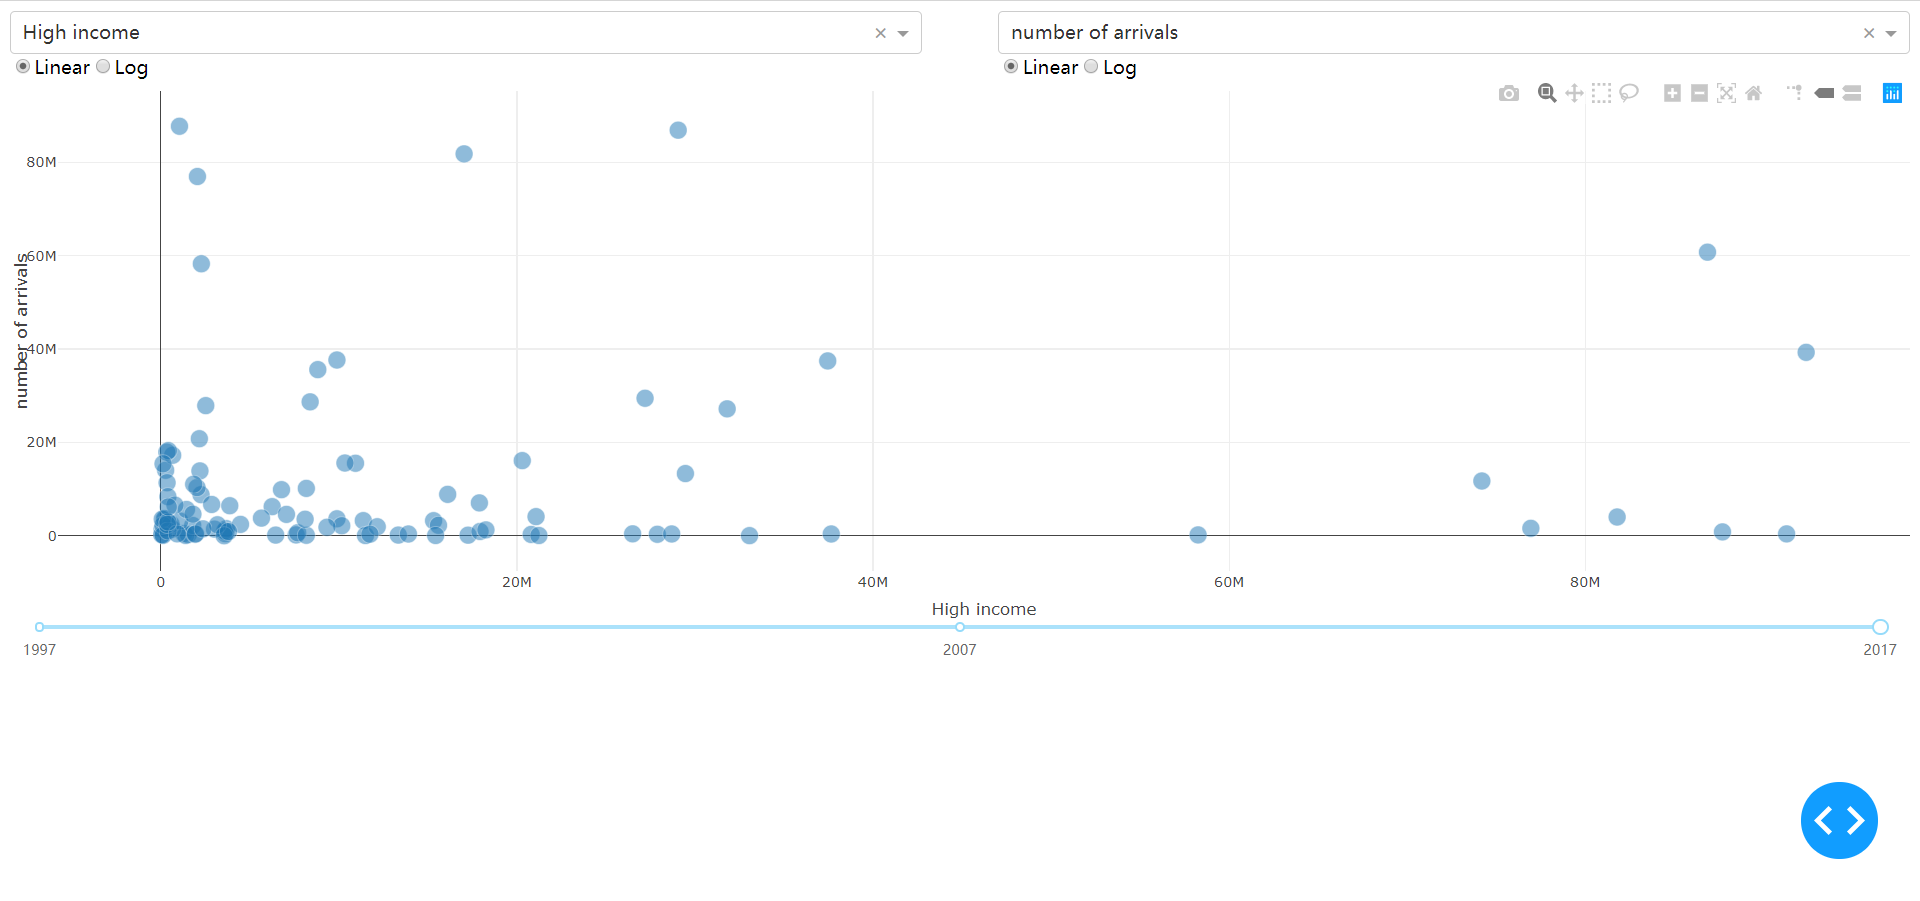 High income
number of arrivals
Linear Log
Linear Log
80M
60M
40M
20M
0
number of arrivals
0 20M 40M 60M 80M
High income
1997 2007 2017